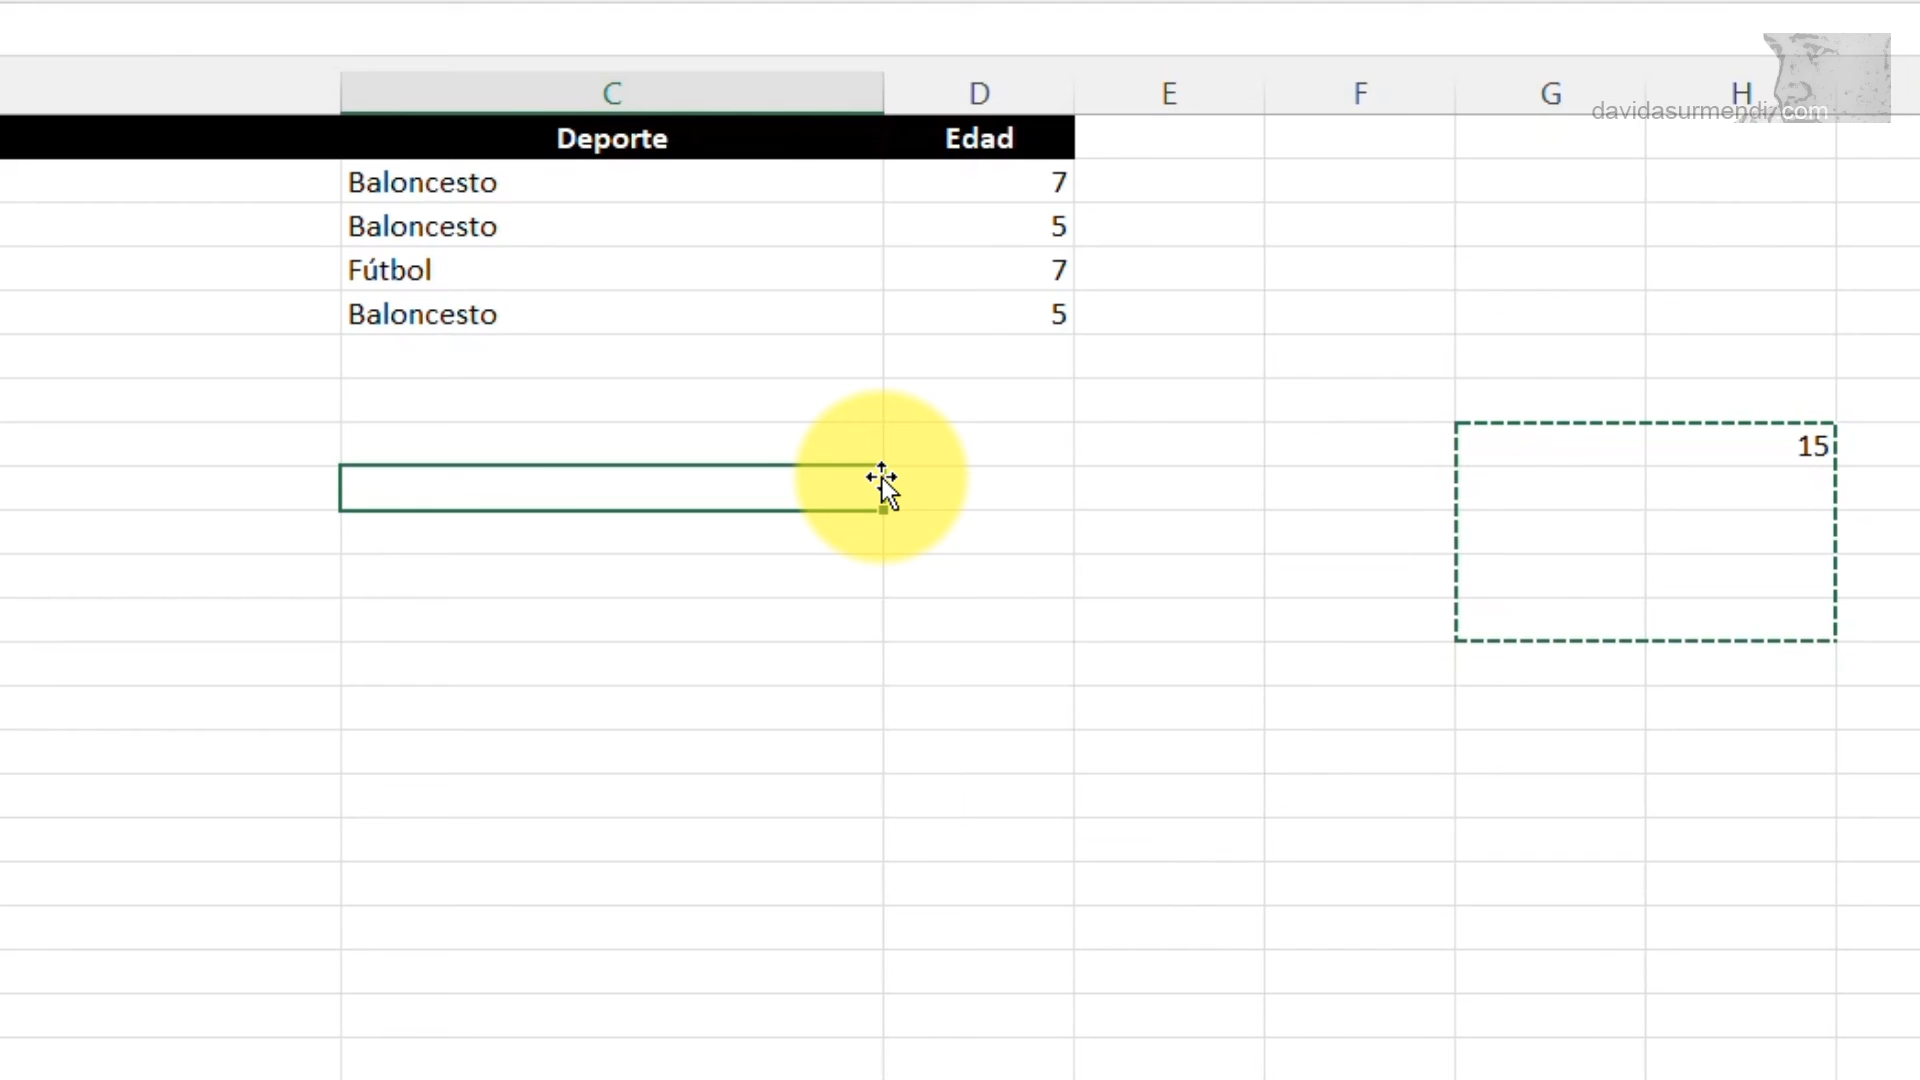 C D E F G H
davidasurmendi.com
Deporte Edad
Baloncesto 7
Baloncesto 5
Fútbol 7
Baloncesto 5
15